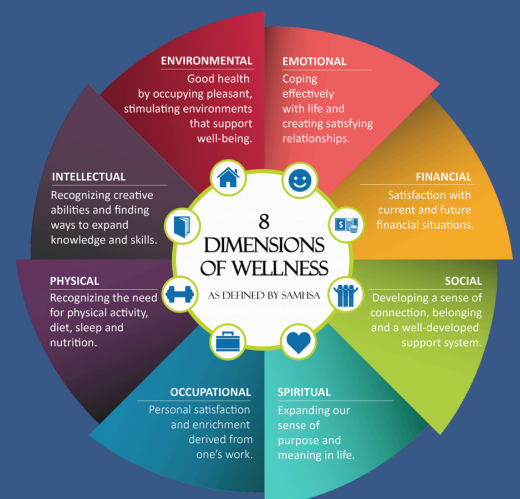 ENVIRONMENTAL
Good health
by occupying pleasant,
stimulating environments
that support
well-being.
EMOTIONAL
Coping
effectively
with life and
creating satisfying
relationships.
FINANCIAL
Satisfaction with
current and future
financial situations.
SOCIAL
Developing a sense of
connection, belonging
and a well-developed
support system.
SPIRITUAL
Expanding our
sense of
purpose and
meaning in life.
OCCUPATIONAL
Personal satisfaction
and enrichment
derived from
one's work.
PHYSICAL
Recognizing the need
for physical activity,
diet, sleep and
nutrition.
INTELLECTUAL
Recognizing creative
abilities and finding
ways to expand
knowledge and skills.
8
DIMENSIONS
OF WELLNESS
AS DEFINED BY SAMHSA
$